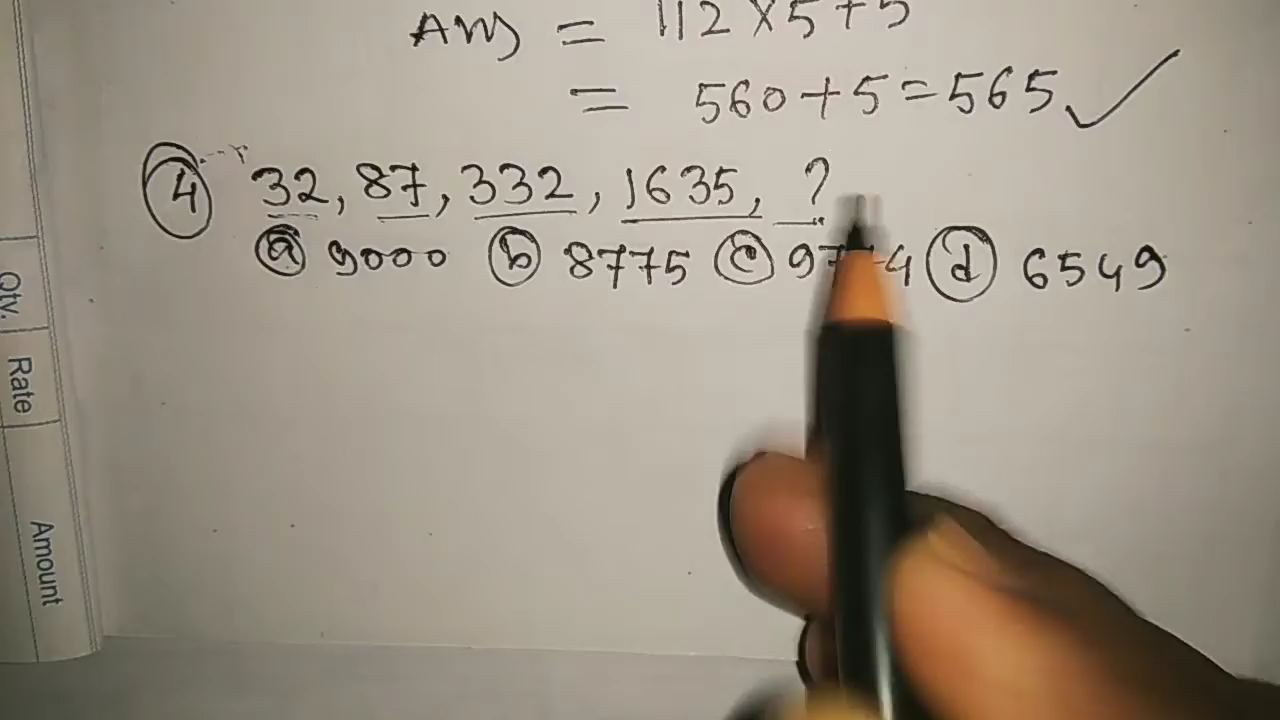 Ans = 112 x 5 + 5
= 560 + 5 = 565 ✓
4 32, 87, 332, 1635, ?
a 9000 b 8775 c d 6549
Qty.
Rate
Amount